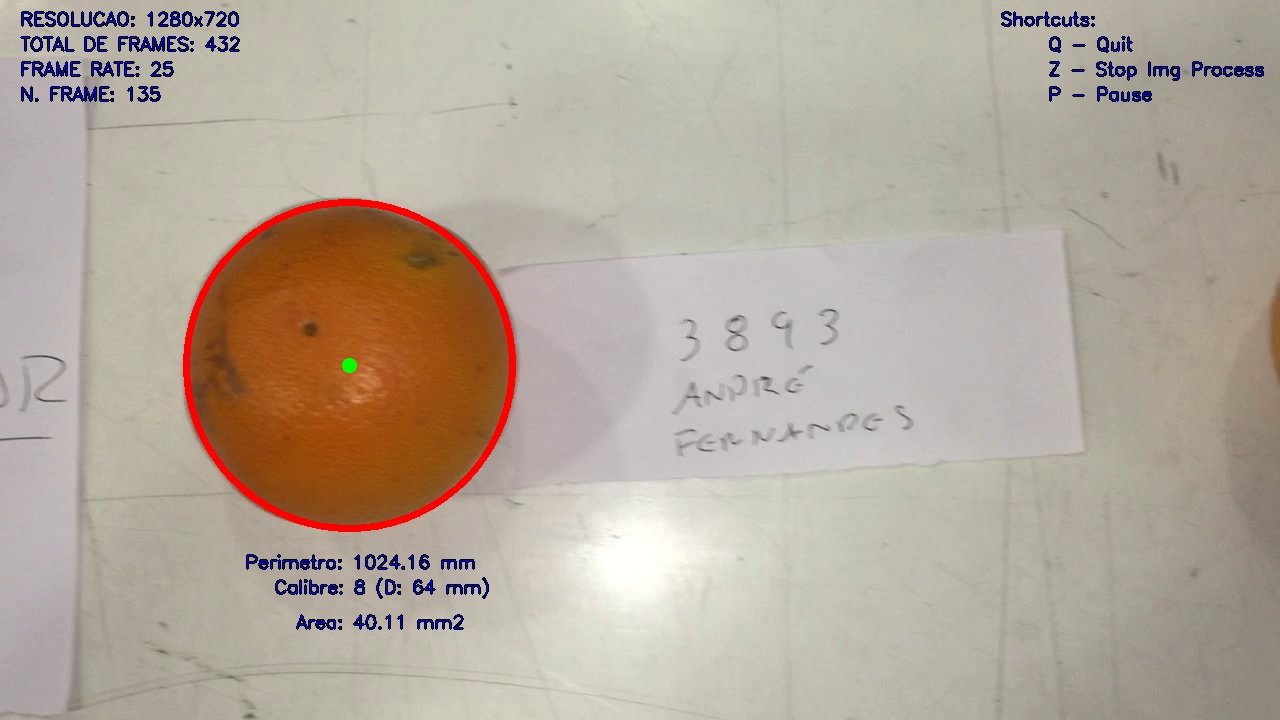 RESOLUCAO: 1280x720
TOTAL DE FRAMES: 432
FRAME RATE: 25
N. FRAME: 135
Shortcuts:
Q - Quit
Z - Stop Img Process
P - Pause
3893
ANDRÉ
FERNANDES
Perimetro: 1024.16 mm
Calibre: 8 (D: 64 mm)
Area: 40.11 mm2